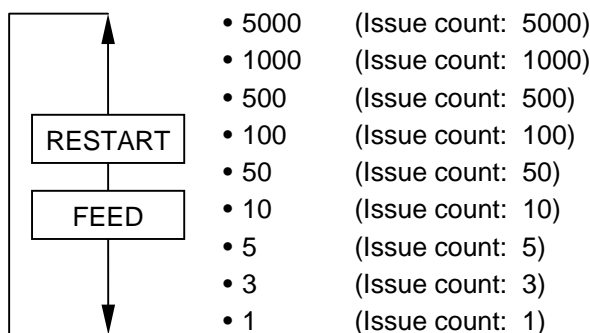 • 5000 (Issue count: 5000)
• 1000 (Issue count: 1000)
• 500 (Issue count: 500)
RESTART • 100 (Issue count: 100)
• 50 (Issue count: 50)
FEED • 10 (Issue count: 10)
• 5 (Issue count: 5)
• 3 (Issue count: 3)
• 1 (Issue count: 1)